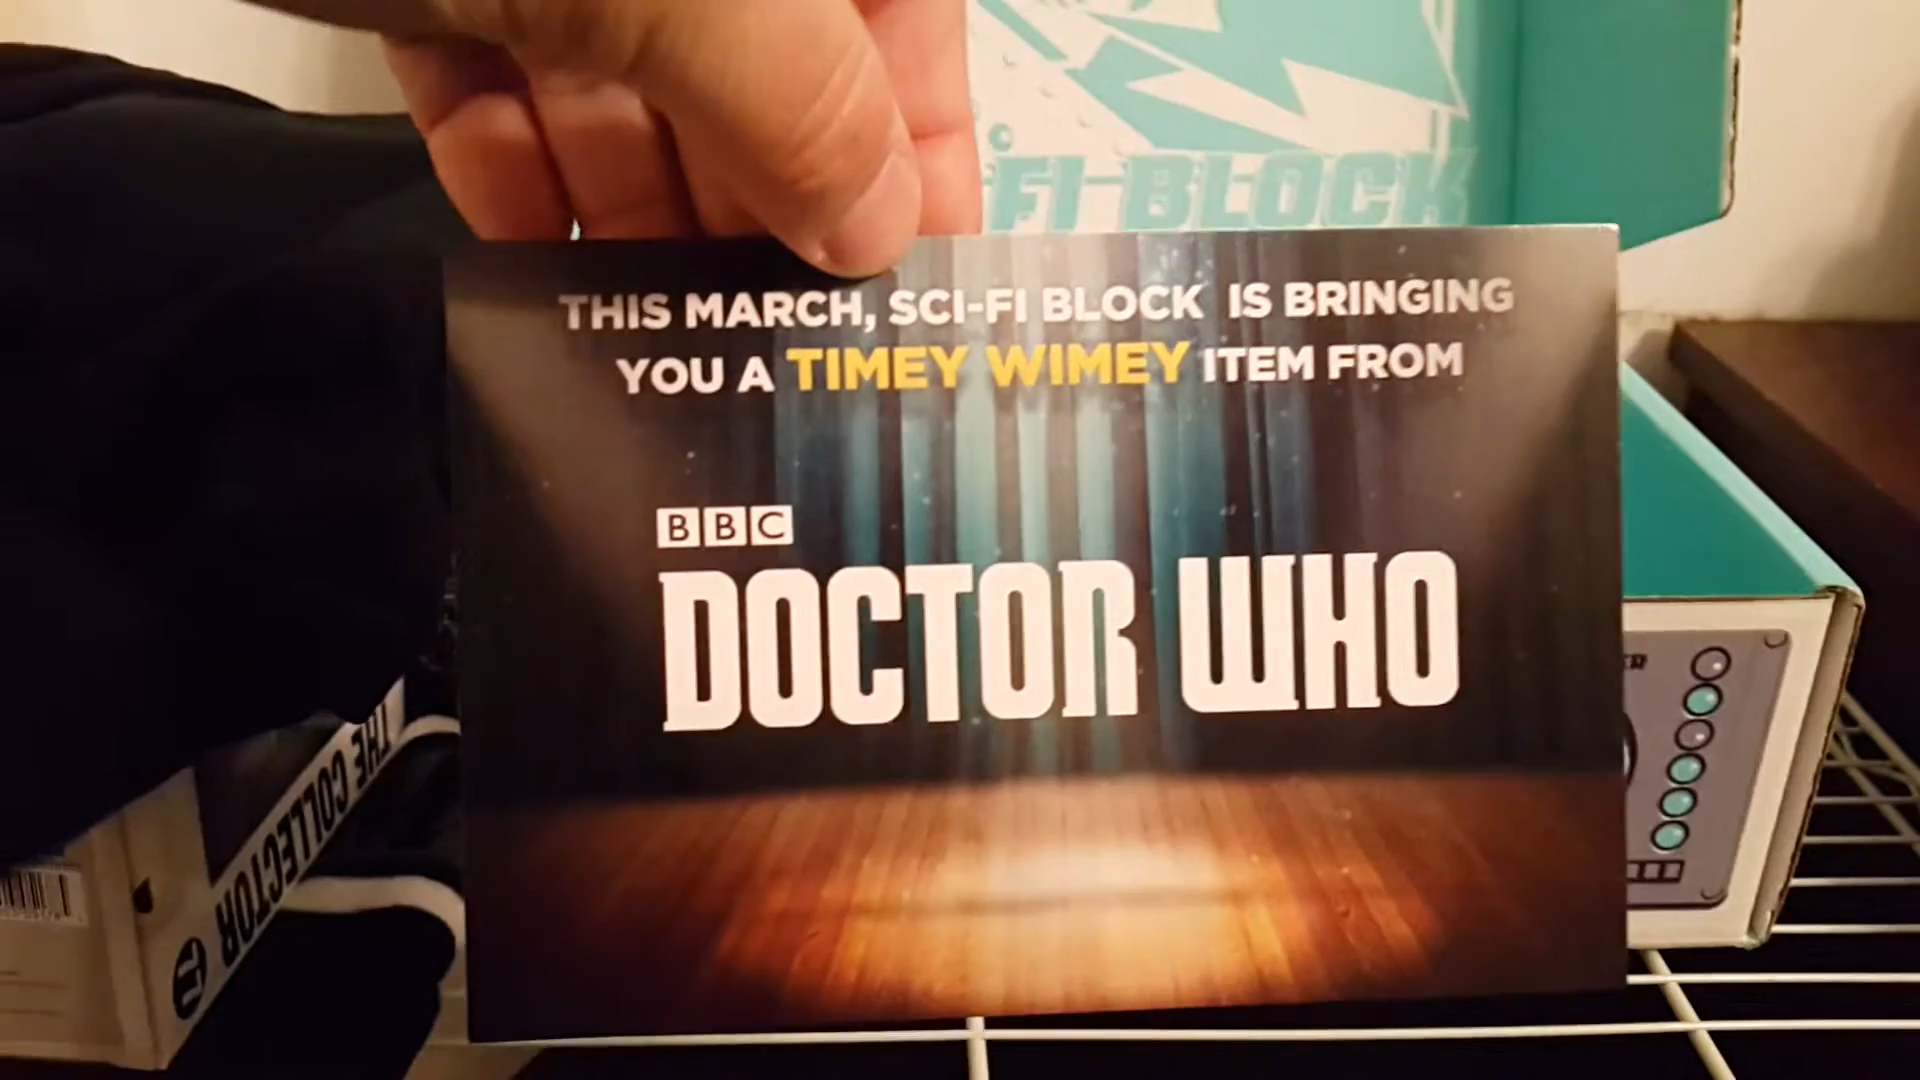 FI BLOCK
THIS MARCH, SCI-FI BLOCK IS BRINGING
YOU A TIMEY WIMEY ITEM FROM
BBC
DOCTOR WHO
THE COLLECTOR